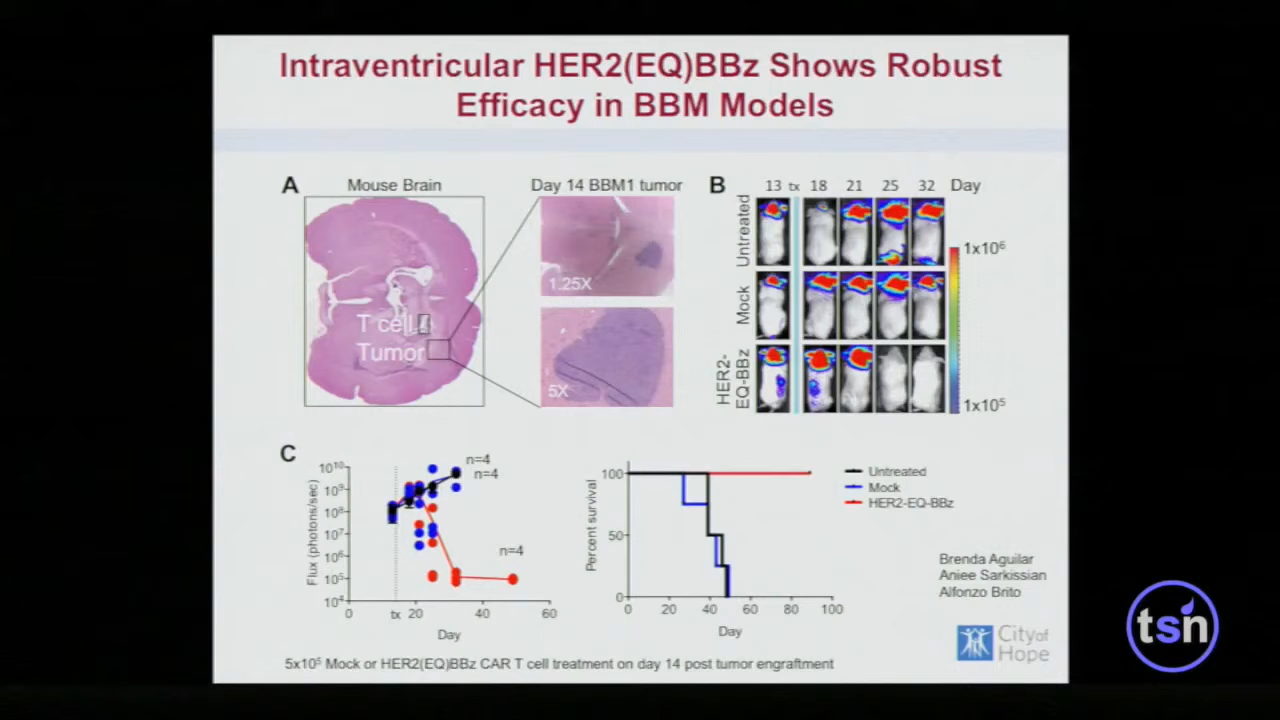 Intraventricular HER2(EQ)BBz Shows Robust
Efficacy in BBM Models
A
Mouse Brain
Day 14 BBM1 tumor
T cell
Tumor
1.25X
5X
B
13 tx 18 21 25 32 Day
Untreated
Mock
HER2-
EQ-BBz
1x10⁶
1x10⁵
C
n=4
n=4
n=4
Flux (photons/sec)
10¹⁰
10⁹
10⁸
10⁷
10⁶
10⁵
10⁴
0 tx 20 40 60
Day
Percent survival
100
50
0
0 20 40 60 80 100
Day
Untreated
Mock
HER2-EQ-BBz
Brenda Aguilar
Aniee Sarkissian
Alfonzo Brito
City of
Hope
5x10⁵ Mock or HER2(EQ)BBz CAR T cell treatment on day 14 post tumor engraftment
tsn